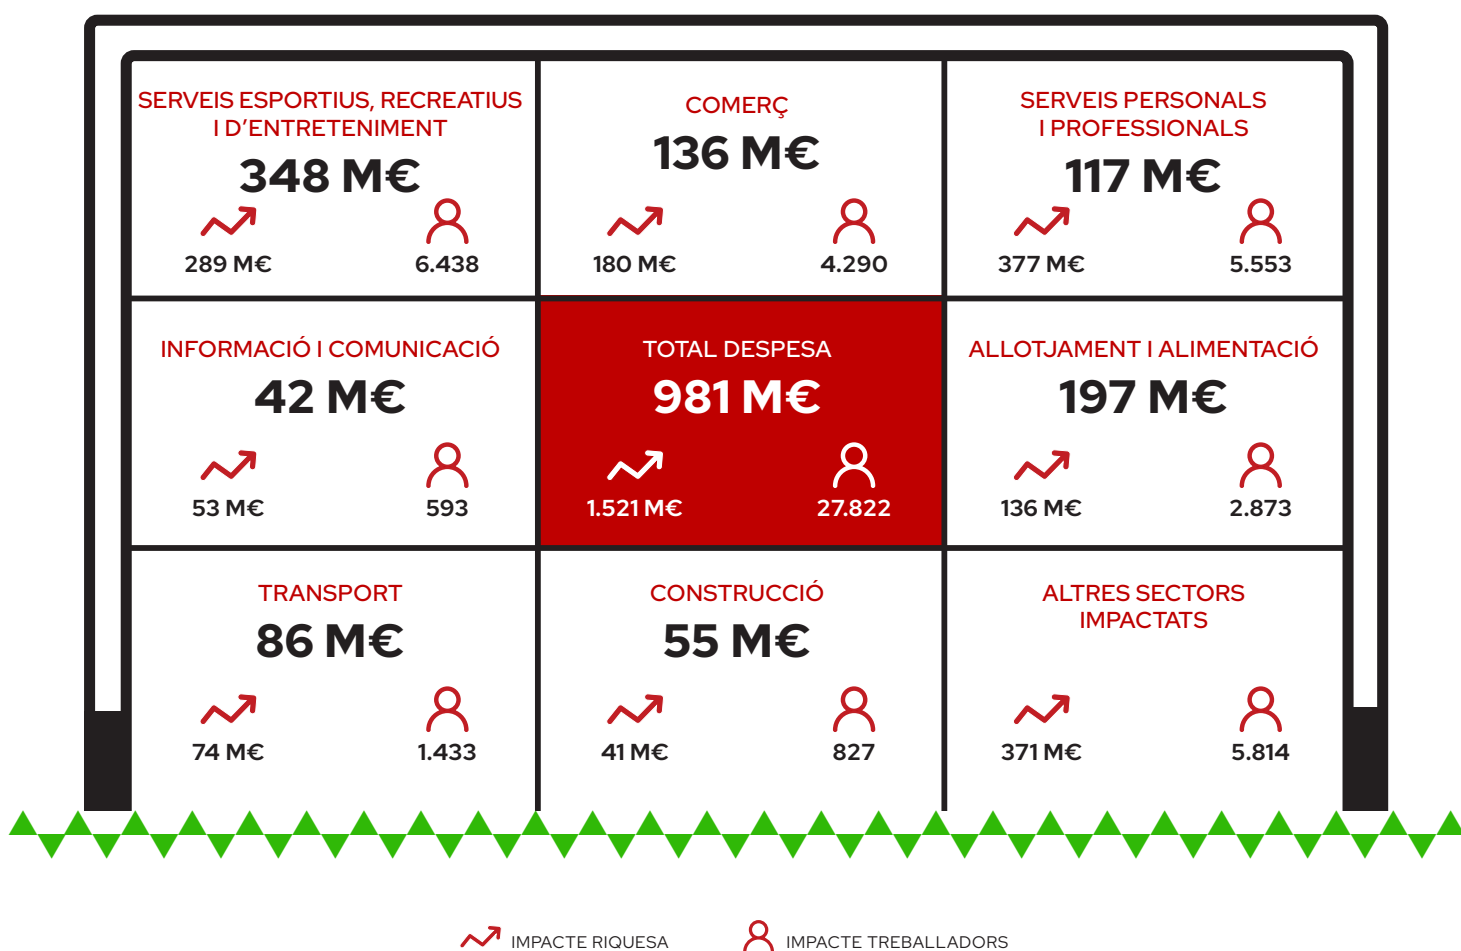 SERVEIS ESPORTIUS, RECREATIUS
I D'ENTRETENIMENT
348 M€
289 M€
6.438
COMERÇ
136 M€
180 M€
4.290
SERVEIS PERSONALS
I PROFESSIONALS
117 M€
377 M€
5.553
INFORMACIÓ I COMUNICACIÓ
42 M€
53 M€
593
TOTAL DESPESA
981 M€
1.521 M€
27.822
ALLOTJAMENT I ALIMENTACIÓ
197 M€
136 M€
2.873
TRANSPORT
86 M€
74 M€
1.433
CONSTRUCCIÓ
55 M€
41 M€
827
ALTRES SECTORS
IMPACTATS
371 M€
5.814
IMPACTE RIQUESA
IMPACTE TREBALLADORS